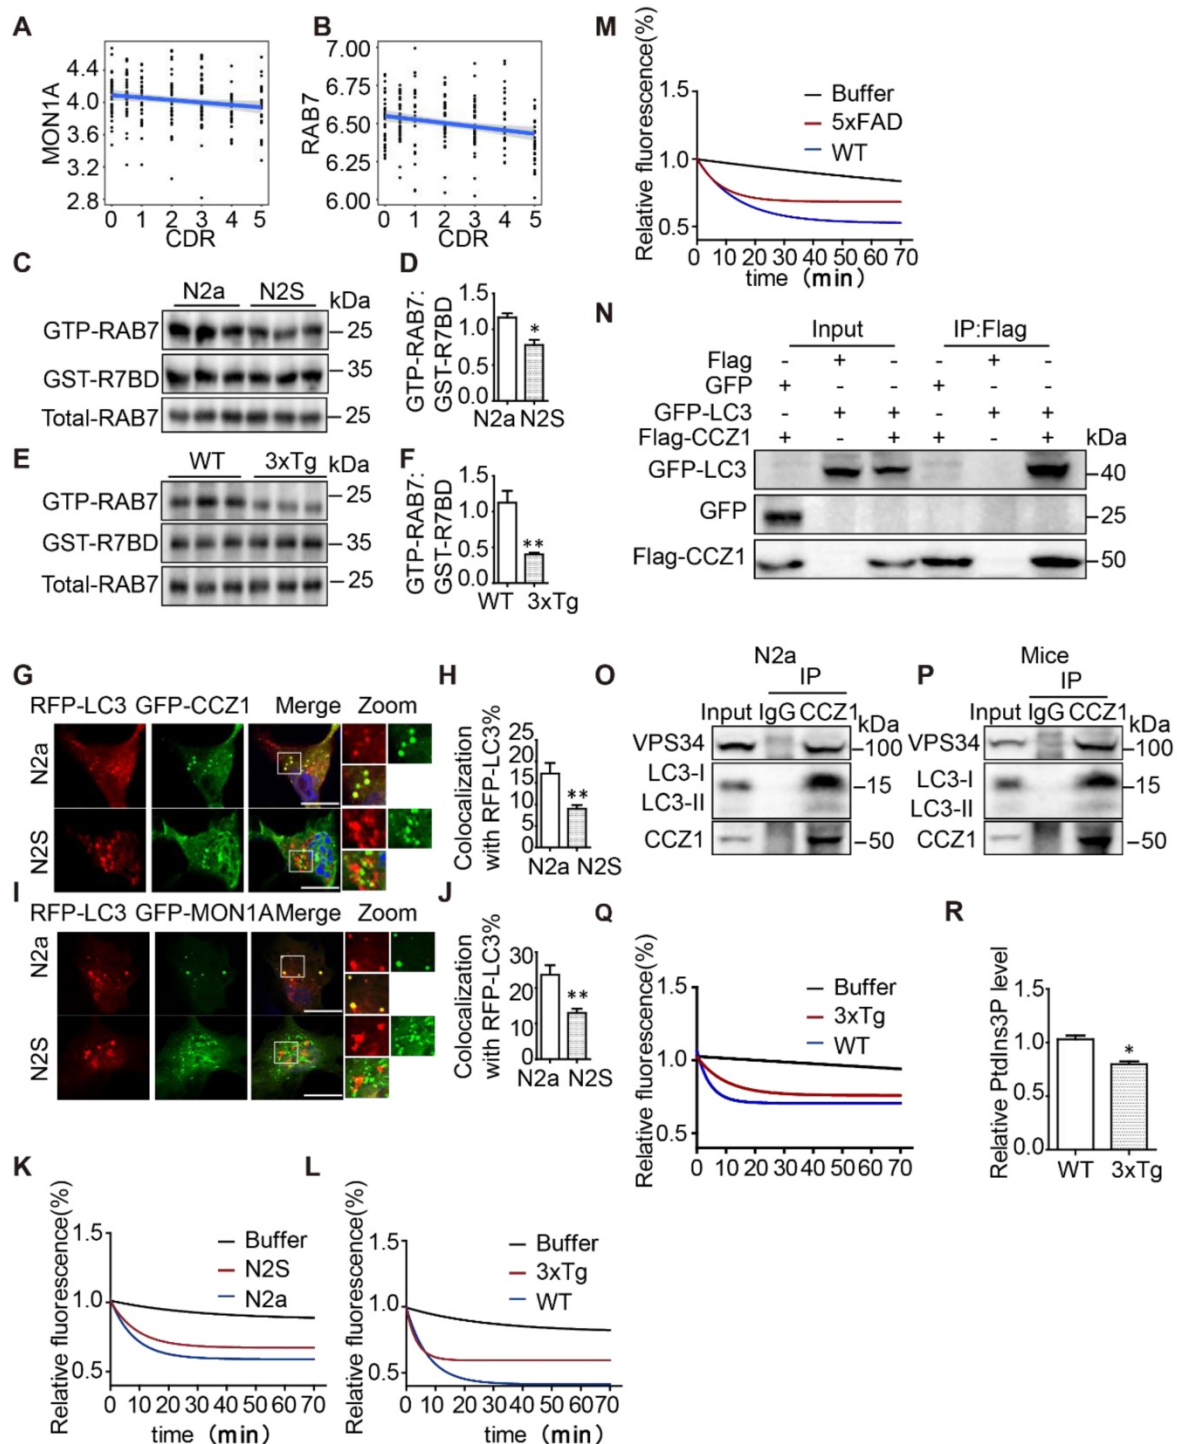 A
MON1A
4.4
4.0
3.6
3.2
2.8
0 1 2 3 4 5
CDR
B
RAB7
7.00
6.75
6.50
6.25
6.00
0 1 2 3 4 5
CDR
C
N2a N2S kDa
GTP-RAB7 25
GST-R7BD 35
Total-RAB7 25
D
GTP-RAB7:
GST-R7BD
1.5
1.0
0.5
0.0
*
N2a N2S
E
WT 3xTg kDa
GTP-RAB7 25
GST-R7BD 35
Total-RAB7 25
F
GTP-RAB7:
GST-R7BD
1.5
1.0
0.5
0.0
**
WT 3xTg
G
RFP-LC3 GFP-CCZ1 Merge Zoom
N2a
N2S
H
Colocalization
with RFP-LC3%
25
20
15
10
5
0
**
N2a N2S
I
RFP-LC3 GFP-MON1A Merge Zoom
N2a
N2S
J
Colocalization
with RFP-LC3%
30
20
10
0
**
N2a N2S
K
Relative fluorescence(%)
1.5
1.0
0.5
Buffer
N2S
N2a
0 10 20 30 40 50 60 70
time (min)
L
Relative fluorescence(%)
1.5
1.0
0.5
Buffer
3xTg
WT
0 10 20 30 40 50 60 70
time (min)
M
Relative fluorescence(%)
1.5
1.0
0.5
Buffer
5xFAD
WT
0 10 20 30 40 50 60 70
time (min)
N
Input IP:Flag
Flag - + - - + -
GFP + - - + - -
GFP-LC3 - + + - + +
Flag-CCZ1 + - + + - + kDa
GFP-LC3 40
GFP 25
Flag-CCZ1 50
O
N2a
IP
Input IgG CCZ1 kDa
VPS34 100
LC3-I 15
LC3-II
CCZ1 50
P
Mice
IP
Input IgG CCZ1 kDa
VPS34 100
LC3-I 15
LC3-II
CCZ1 50
Q
Relative fluorescence(%)
1.5
1.0
0.5
Buffer
3xTg
WT
0 10 20 30 40 50 60 70
R
Relative PtdIns3P level
1.5
1.0
0.5
0.0
*
WT 3xTg